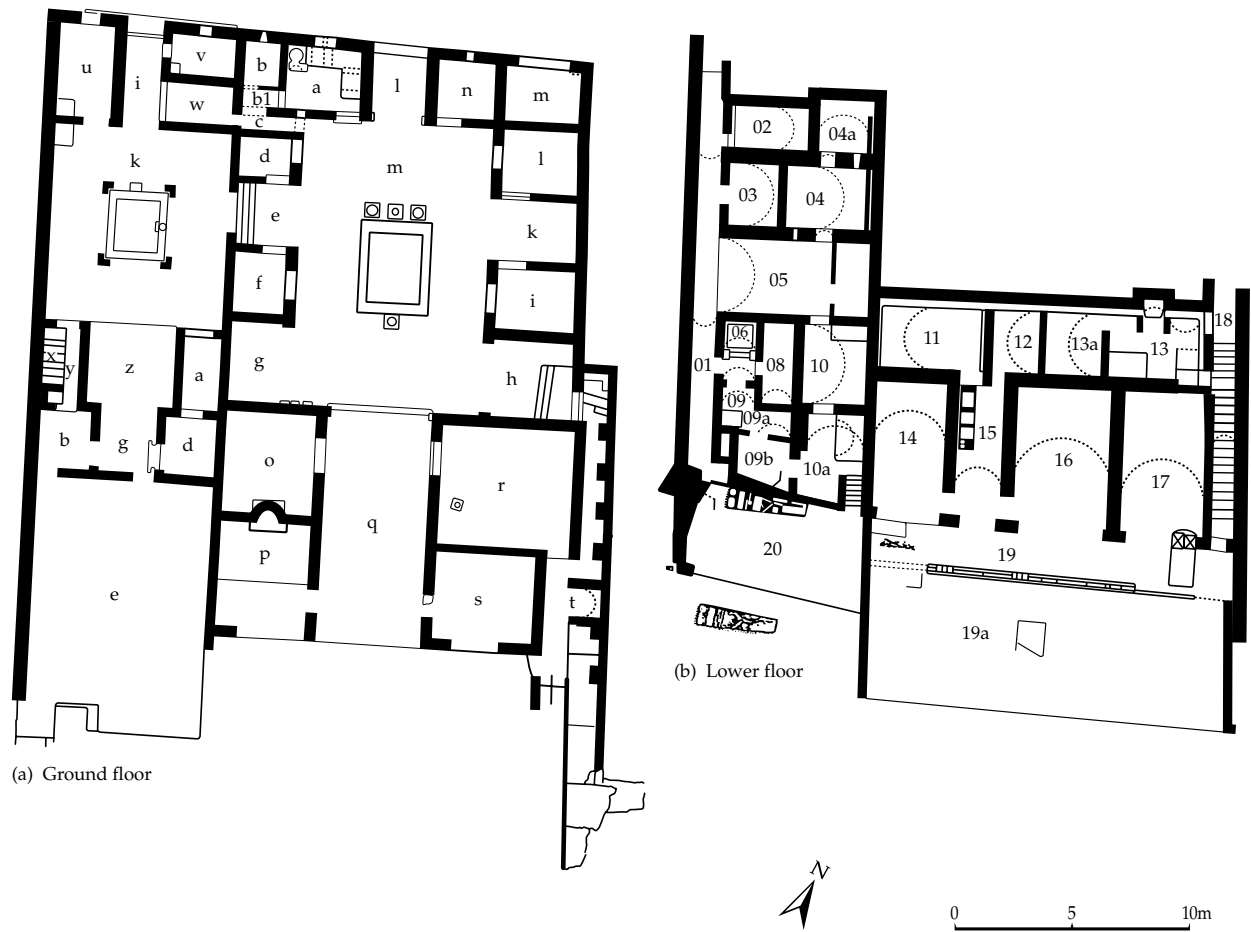 u
i
v
b
a
l
n
m
w
b1
c
k
d
m
l
e
k
f
i
x
y
z
a
g
h
b
g
d
o
r
q
p
e
s
t
(a) Ground floor
02
04a
03
04
05
06
01
08
10
11
12
13a
13
18
09
09a
09b
10a
14
15
16
17
20
19
19a
(b) Lower floor
N
0 5 10m